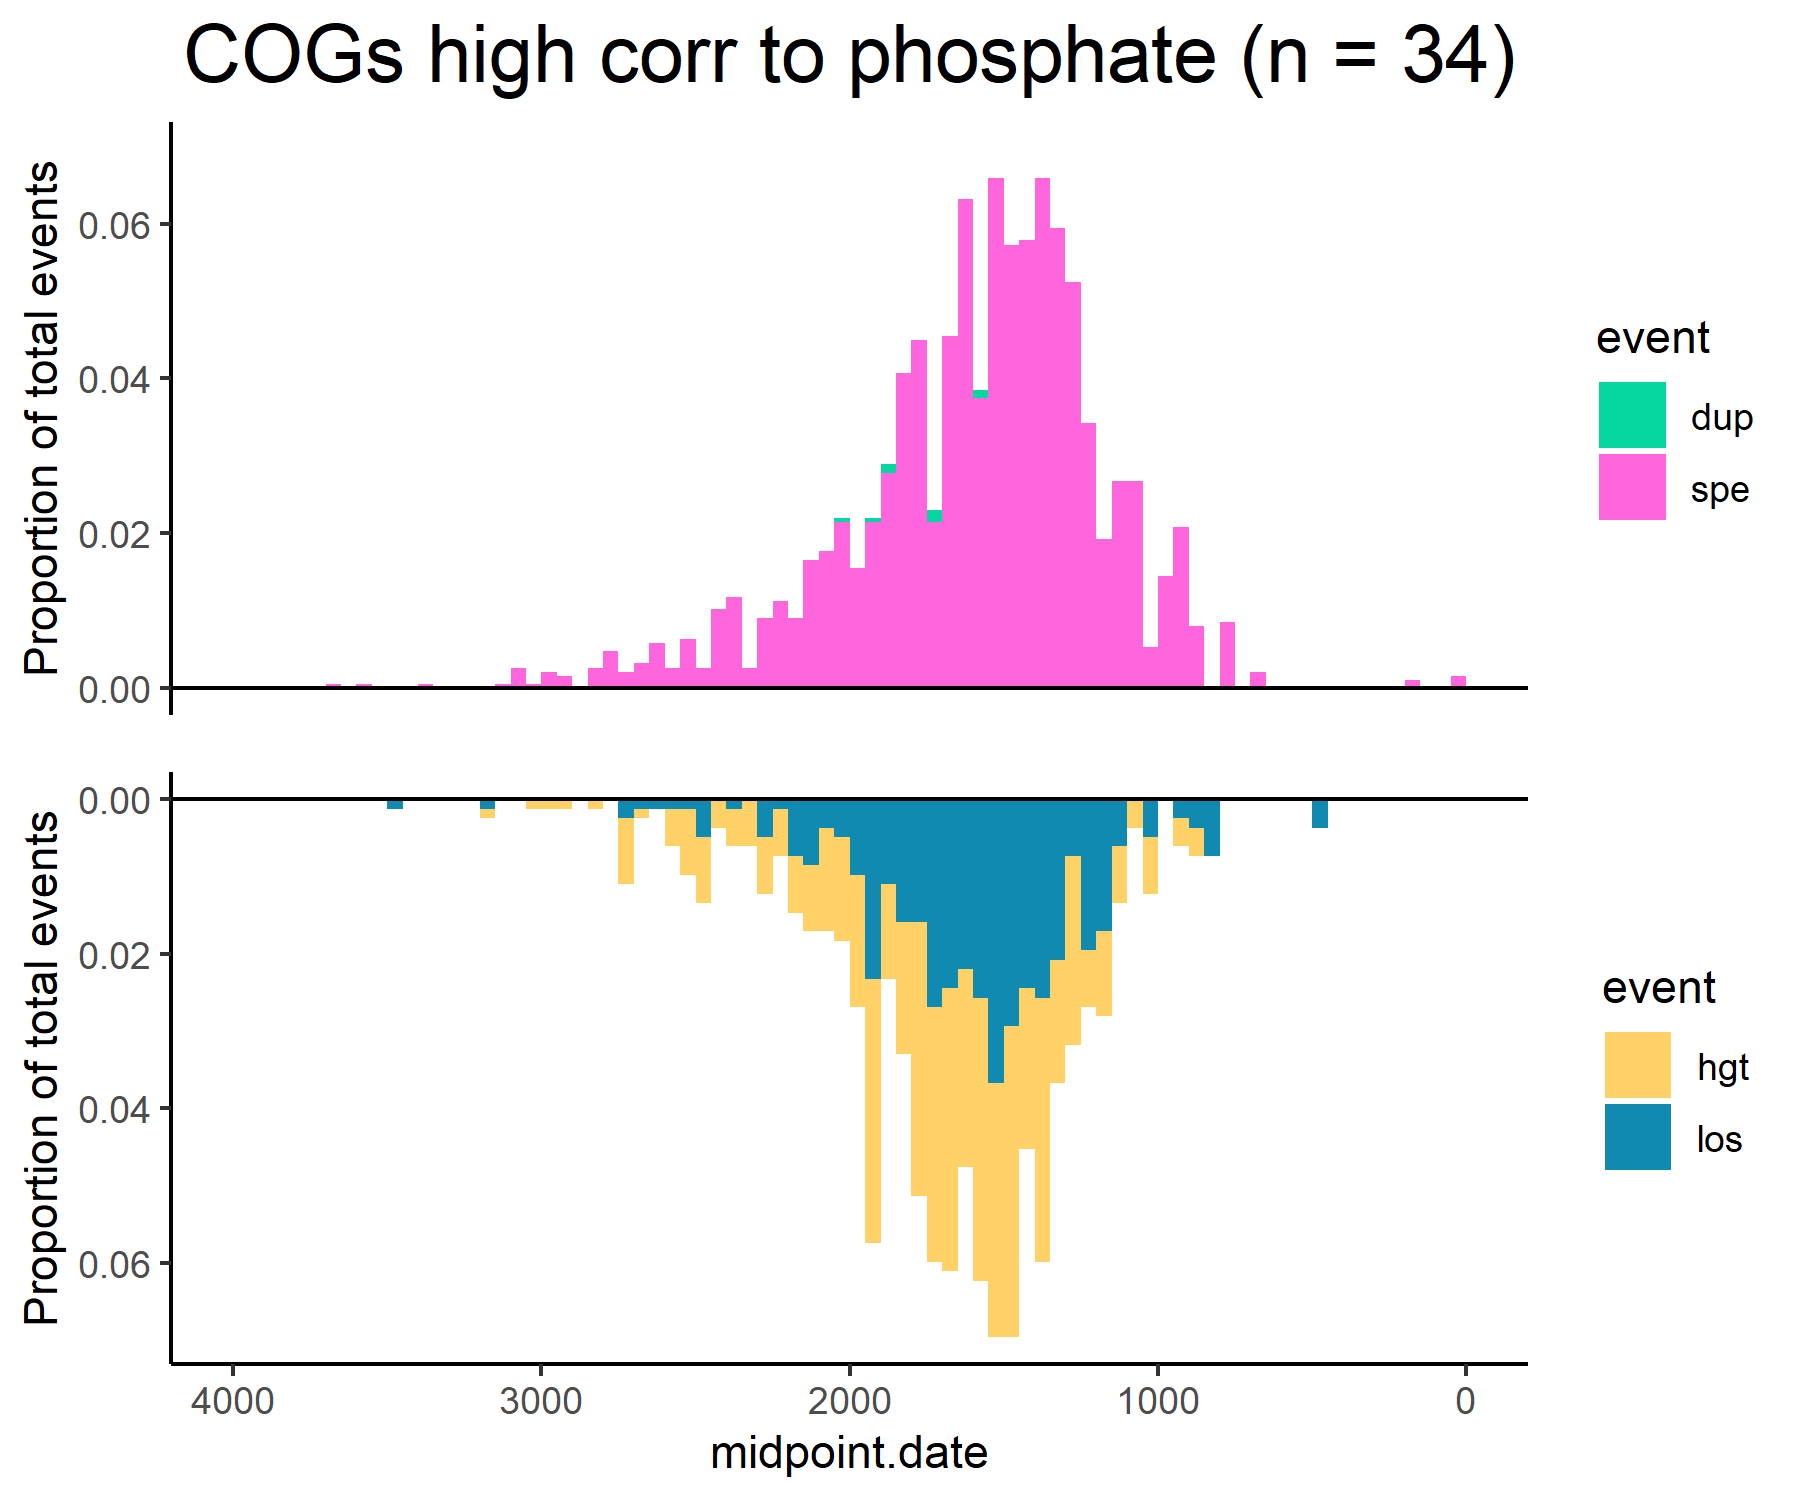 COGs high corr to phosphate (n = 34)
Proportion of total events
0.06
0.04
0.02
0.00
event
dup
spe
Proportion of total events
0.00
0.02
0.04
0.06
event
hgt
los
4000 3000 2000 1000 0
midpoint.date